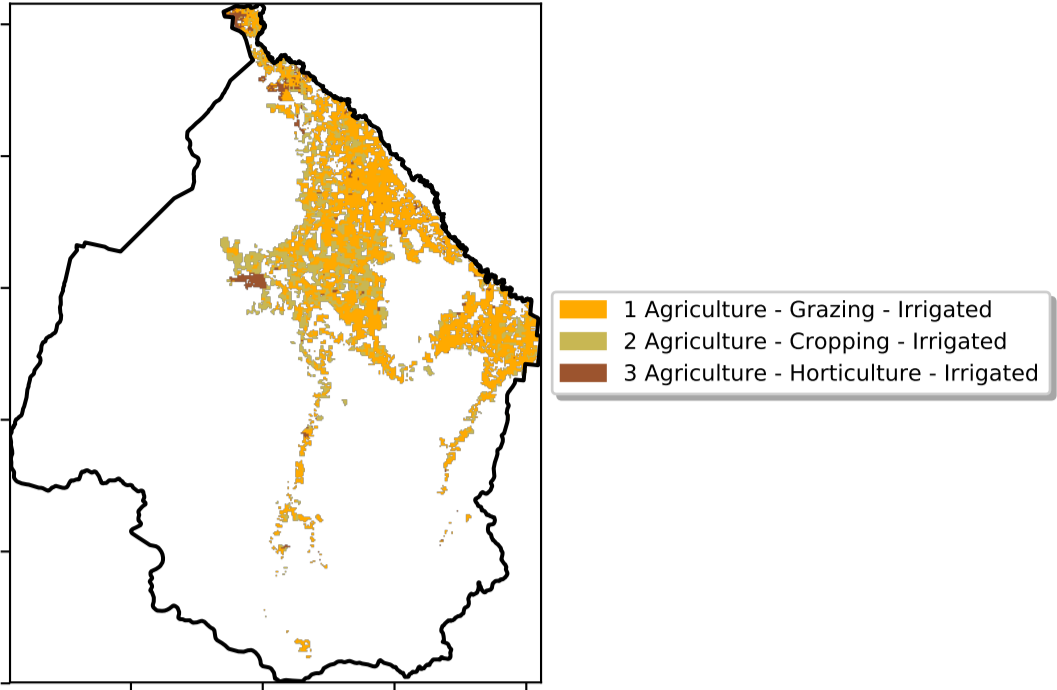 1 Agriculture - Grazing - Irrigated
2 Agriculture - Cropping - Irrigated
3 Agriculture - Horticulture - Irrigated